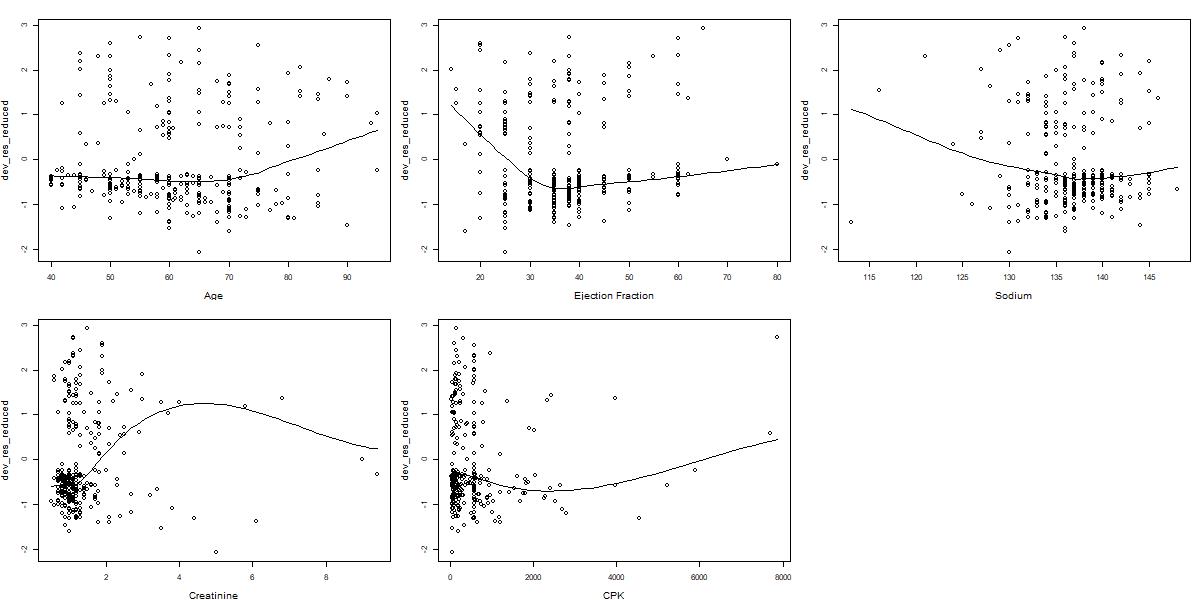 3
2
1
0
-1
-2
dev_res_reduced
40 50 60 70 80 90
Age
3
2
1
0
-1
-2
dev_res_reduced
20 30 40 50 60 70 80
Ejection Fraction
3
2
1
0
-1
-2
dev_res_reduced
115 120 125 130 135 140 145
Sodium
3
2
1
0
-1
-2
dev_res_reduced
2 4 6 8
Creatinine
3
2
1
0
-1
-2
dev_res_reduced
0 2000 4000 6000 8000
CPK